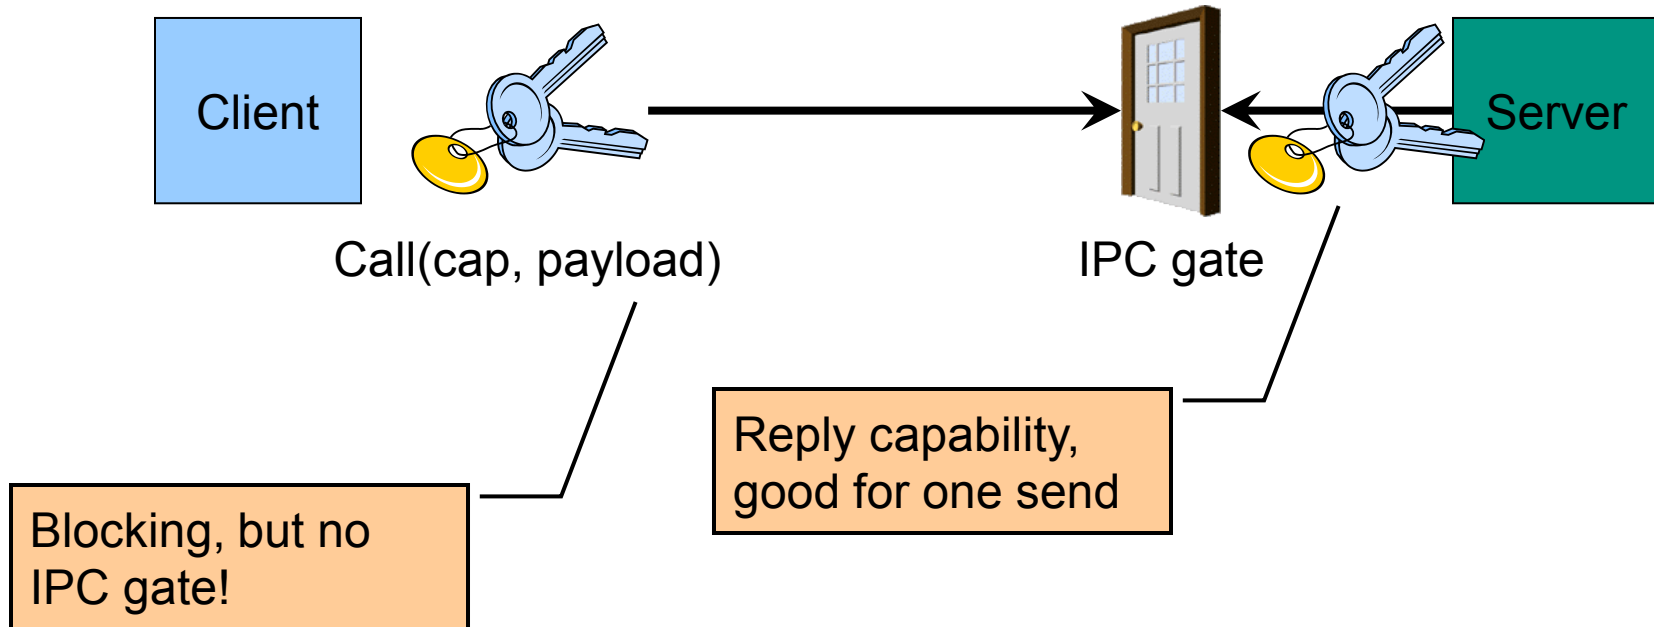 Client
Server
Call(cap, payload)
IPC gate
Reply capability,
good for one send
Blocking, but no
IPC gate!